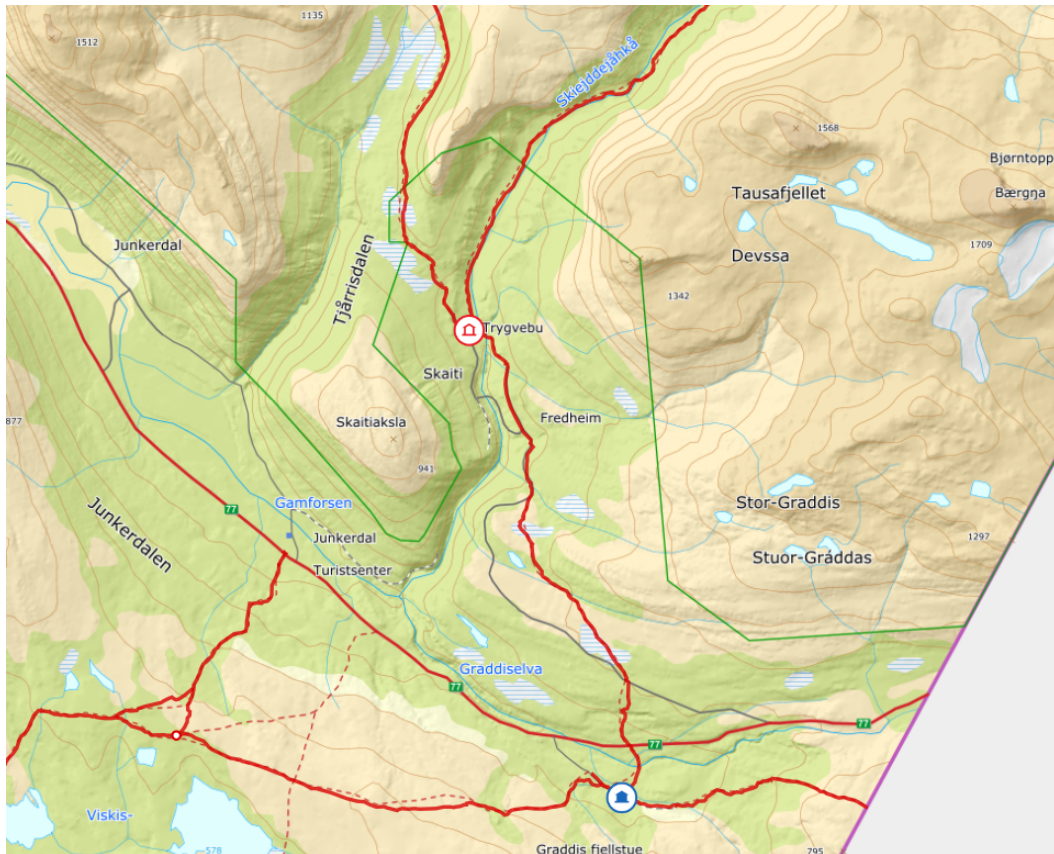 1135
1512
Skiejddejåhkå
1568
Bjørntopp
Tausafjellet
Bærgŋa
Junkerdal
Tjårrisdalen
1709
Devssa
1342
Trygvebu
Skaiti
Skaitiaksla
Fredheim
877
941
Gamforsen
77
Stor-Graddis
Junkerdalen
Junkerdal
Turistsenter
1297
Stuor-Gráddas
Graddiselva
77
77
77
Viskis-
578
Graddis fjellstue
795